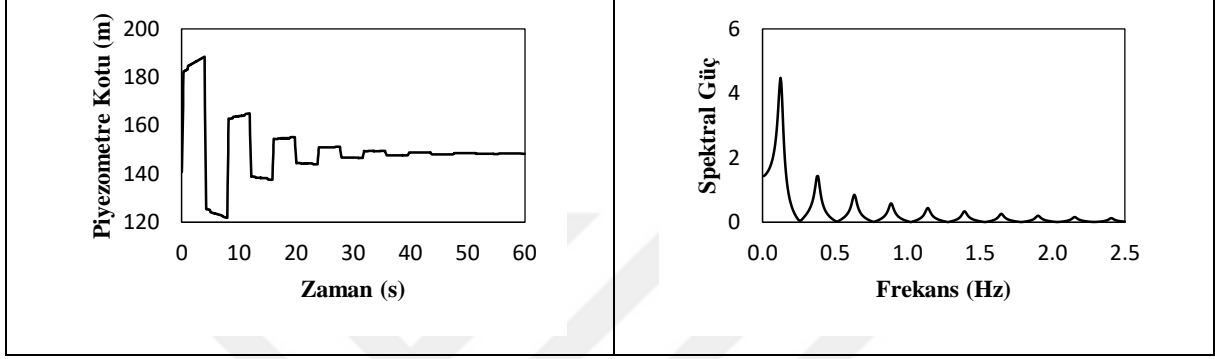 Piyezometre Kotu (m)
200
180
160
140
120
0 10 20 30 40 50 60
Zaman (s)
Spektral Güç
6
4
2
0
0.0 0.5 1.0 1.5 2.0 2.5
Frekans (Hz)